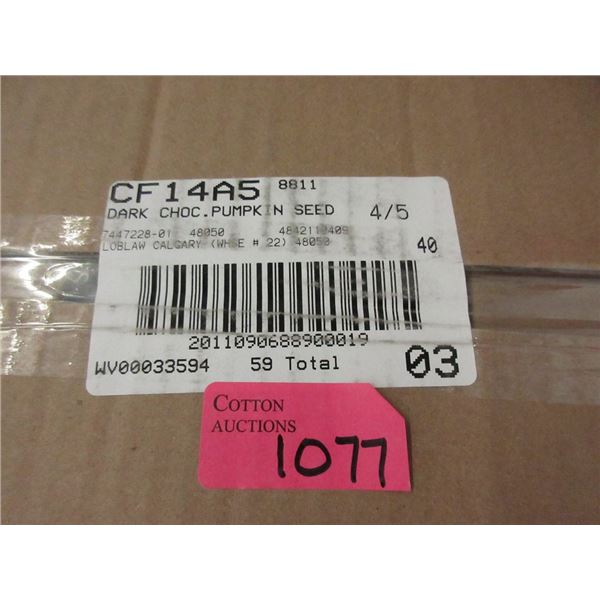 CF14A5 8811
DARK CHOC.PUMPKIN SEED 4/5
7447228-01 48050 4842110409
LOBLAW CALGARY (WHSE # 22) 48050 40
2011090688900019
WV00033594 59 Total 03
COTTON
AUCTIONS
1077